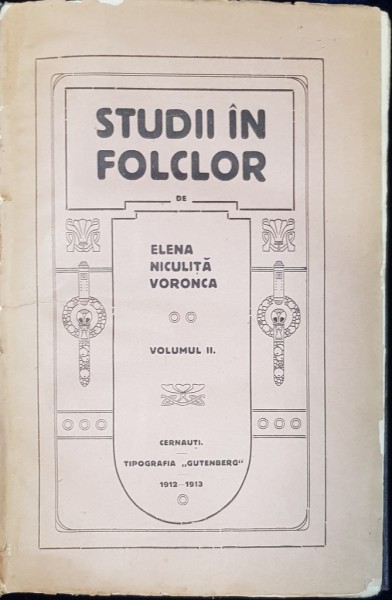 STUDII ÎN
FOLCLOR
DE
ELENA
NICULIȚĂ
VORONCA
VOLUMUL II.
CERNAUTI.
TIPOGRAFIA „GUTENBERG"
1912-1913